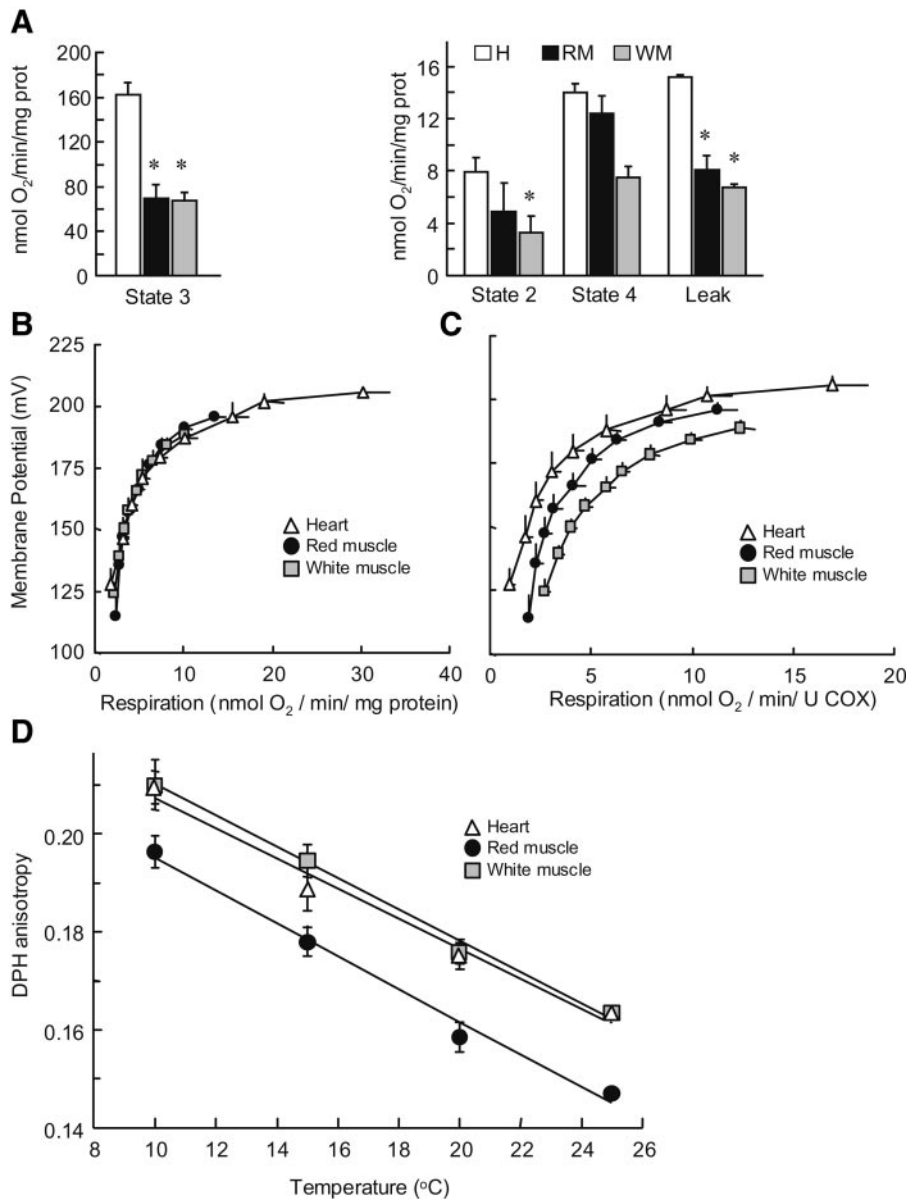 A
nmol O2/min/mg prot
200
160
120
80
40
0
* *
State 3
H RM WM
nmol O2/min/mg prot
16
12
8
4
0
*
* *
State 2 State 4 Leak
B
Membrane Potential (mV)
225
200
175
150
125
100
Heart
Red muscle
White muscle
0 10 20 30 40
Respiration (nmol O2 / min/ mg protein)
C
Heart
Red muscle
White muscle
0 5 10 15 20
Respiration (nmol O2 / min/ U COX)
D
DPH anisotropy
0.20
0.18
0.16
0.14
Heart
Red muscle
White muscle
8 10 12 14 16 18 20 22 24 26
Temperature (oC)